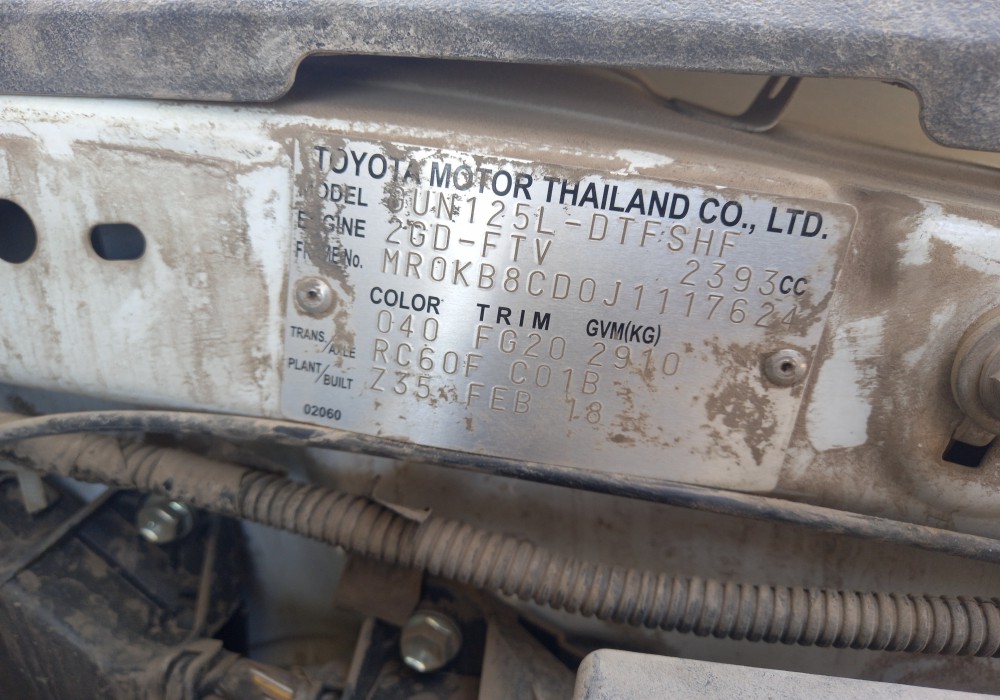 TOYOTA MOTOR THAILAND CO., LTD.
MODEL GUN125L-DTFSHF
ENGINE 2GD-FTV 2393CC
FRAME No. MR0KB8CD0J1117624
COLOR TRIM GVM(KG)
040 FG20 2910
TRANS/AXLE RC60F C01B
PLANT/BUILT Z35 FEB 18
02060